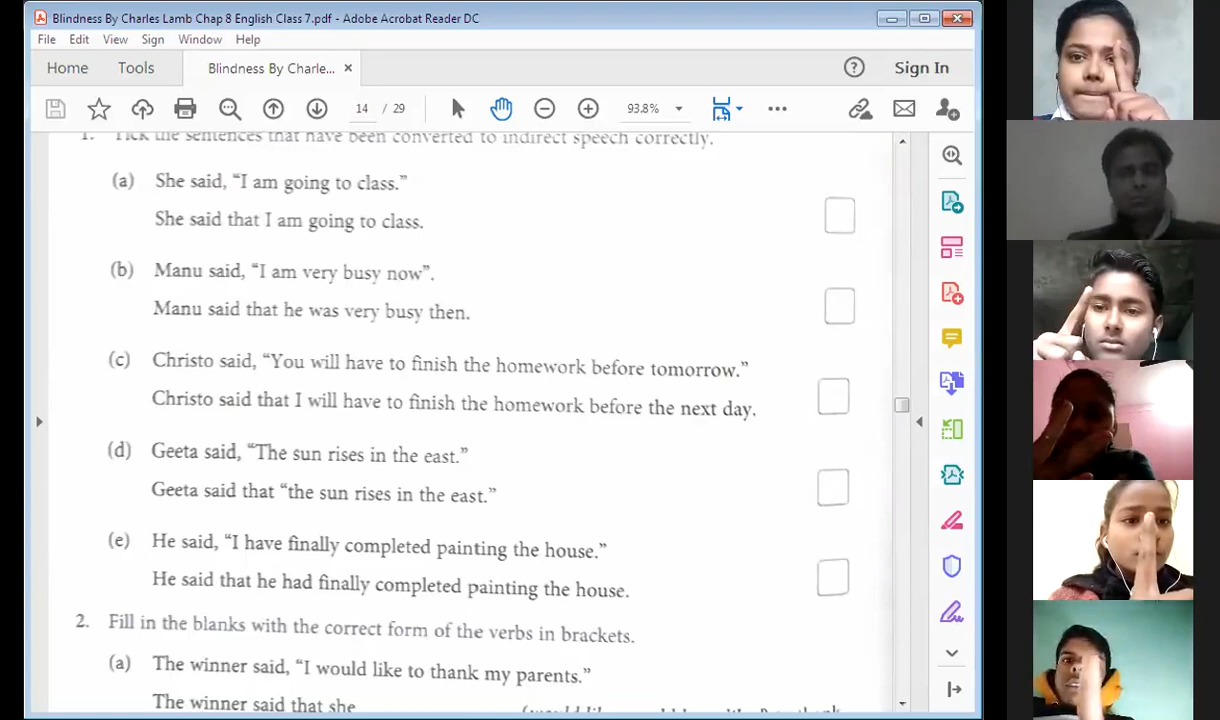 Blindness By Charles Lamb Chap 8 English Class 7.pdf - Adobe Acrobat Reader DC
File Edit View Sign Window Help
Home Tools Blindness By Charle... × ? Sign In
14 / 29 93.8%
1. Tick the sentences that have been converted to indirect speech correctly.
(a) She said, “I am going to class.”
She said that I am going to class.
(b) Manu said, “I am very busy now”.
Manu said that he was very busy then.
(c) Christo said, “You will have to finish the homework before tomorrow.”
Christo said that I will have to finish the homework before the next day.
(d) Geeta said, “The sun rises in the east.”
Geeta said that “the sun rises in the east.”
(e) He said, “I have finally completed painting the house.”
He said that he had finally completed painting the house.
2. Fill in the blanks with the correct form of the verbs in brackets.
(a) The winner said, “I would like to thank my parents.”
The winner said that she